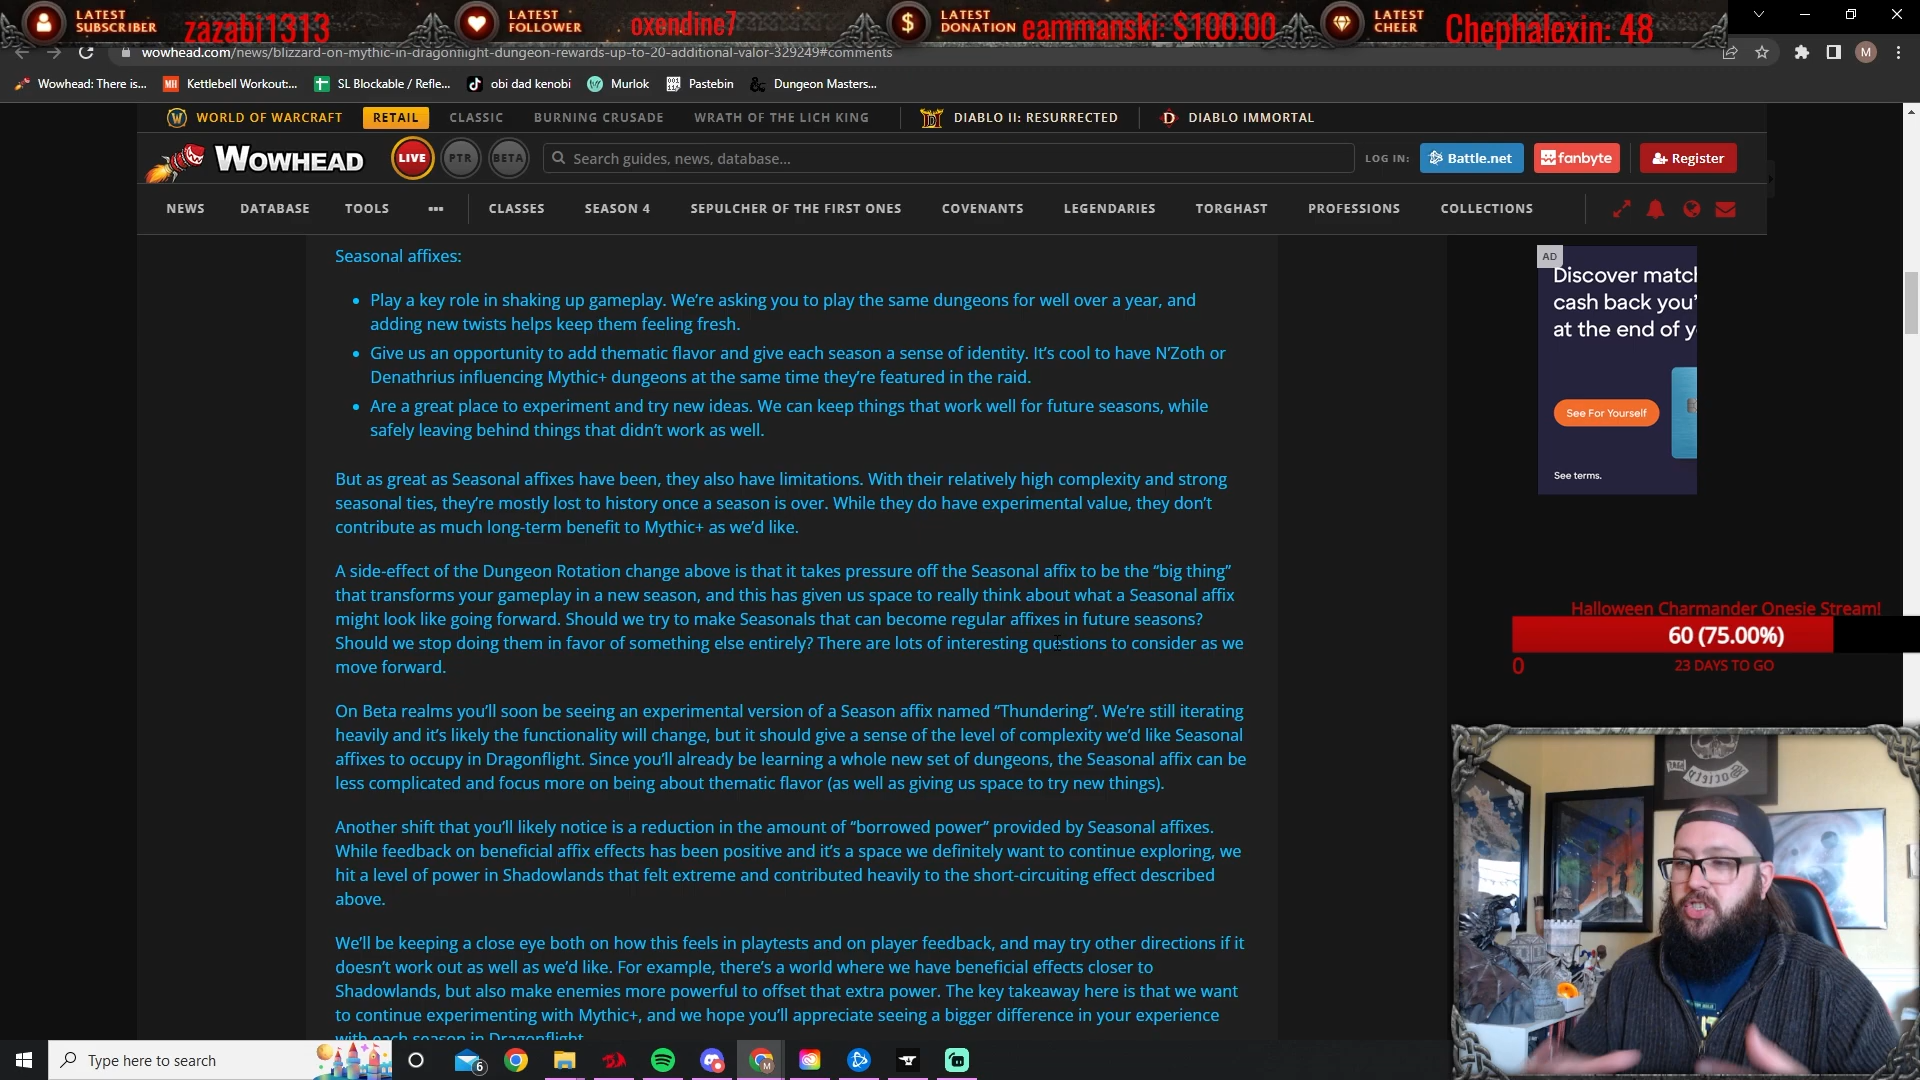 LATEST SUBSCRIBER
zazabi1313
LATEST FOLLOWER
oxendine7
LATEST DONATION
eammanski: $100.00
LATEST CHEER
Chephalexin: 48
wowhead.com/news/blizzard-on-mythic-in-dragonflight-dungeon-rewards-up-to-20-additional-valor-329249#comments
M
Wowhead: There is...
MH
Kettlebell Workout:...
SL Blockable / Refle...
obi dad kenobi
Murlok
Pastebin
Dungeon Masters...
WORLD OF WARCRAFT
RETAIL
CLASSIC
BURNING CRUSADE
WRATH OF THE LICH KING
DIABLO II: RESURRECTED
DIABLO IMMORTAL
WOWHEAD
LIVE
PTR
BETA
Search guides, news, database...
LOG IN:
Battle.net
fanbyte
Register
NEWS
DATABASE
TOOLS
CLASSES
SEASON 4
SEPULCHER OF THE FIRST ONES
COVENANTS
LEGENDARIES
TORGHAST
PROFESSIONS
COLLECTIONS
Seasonal affixes:
• Play a key role in shaking up gameplay. We're asking you to play the same dungeons for well over a year, and
adding new twists helps keep them feeling fresh.
• Give us an opportunity to add thematic flavor and give each season a sense of identity. It's cool to have N'Zoth or
Denathrius influencing Mythic+ dungeons at the same time they're featured in the raid.
• Are a great place to experiment and try new ideas. We can keep things that work well for future seasons, while
safely leaving behind things that didn't work as well.
But as great as Seasonal affixes have been, they also have limitations. With their relatively high complexity and strong
seasonal ties, they're mostly lost to history once a season is over. While they do have experimental value, they don't
contribute as much long-term benefit to Mythic+ as we'd like.
A side-effect of the Dungeon Rotation change above is that it takes pressure off the Seasonal affix to be the "big thing"
that transforms your gameplay in a new season, and this has given us space to really think about what a Seasonal affix
might look like going forward. Should we try to make Seasonals that can become regular affixes in future seasons?
Should we stop doing them in favor of something else entirely? There are lots of interesting questions to consider as we
move forward.
On Beta realms you'll soon be seeing an experimental version of a Season affix named "Thundering". We're still iterating
heavily and it's likely the functionality will change, but it should give a sense of the level of complexity we'd like Seasonal
affixes to occupy in Dragonflight. Since you'll already be learning a whole new set of dungeons, the Seasonal affix can be
less complicated and focus more on being about thematic flavor (as well as giving us space to try new things).
Another shift that you'll likely notice is a reduction in the amount of "borrowed power" provided by Seasonal affixes.
While feedback on beneficial affix effects has been positive and it's a space we definitely want to continue exploring, we
hit a level of power in Shadowlands that felt extreme and contributed heavily to the short-circuiting effect described
above.
We'll be keeping a close eye both on how this feels in playtests and on player feedback, and may try other directions if it
doesn't work out as well as we'd like. For example, there's a world where we have beneficial effects closer to
Shadowlands, but also make enemies more powerful to offset that extra power. The key takeaway here is that we want
to continue experimenting with Mythic+, and we hope you'll appreciate seeing a bigger difference in your experience
with each season in Dragonflight.
AD
Discover match
cash back you'
at the end of y
See For Yourself
See terms.
Halloween Charmander Onesie Stream!
60 (75.00%)
0
23 DAYS TO GO
Type here to search
6
M